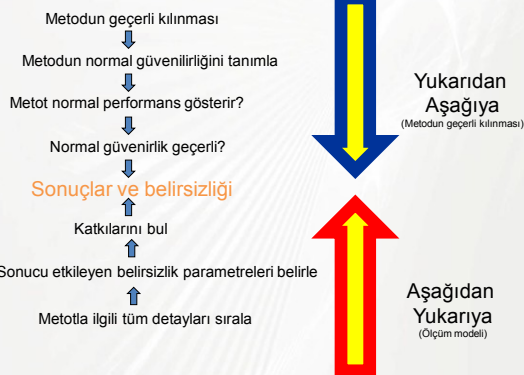 Metodun geçerli kılınması
Metodun normal güvenilirliğini tanımla
Metot normal performans gösterir?
Normal güvenirlik geçerli?
Sonuçlar ve belirsizliği
Katkılarını bul
Sonucu etkileyen belirsizlik parametreleri belirle
Metotla ilgili tüm detayları sırala
Yukarıdan
Aşağıya
(Metodun geçerli kılınması)
Aşağıdan
Yukarıya
(Ölçüm modeli)